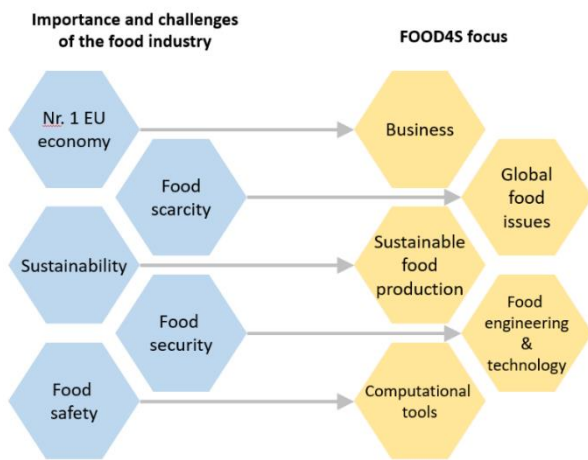 Importance and challenges
of the food industry
FOOD4S focus
Nr. 1 EU
economy
Business
Food
scarcity
Global
food
issues
Sustainability
Sustainable
food
production
Food
security
Food
engineering
&
technology
Food
safety
Computational
tools